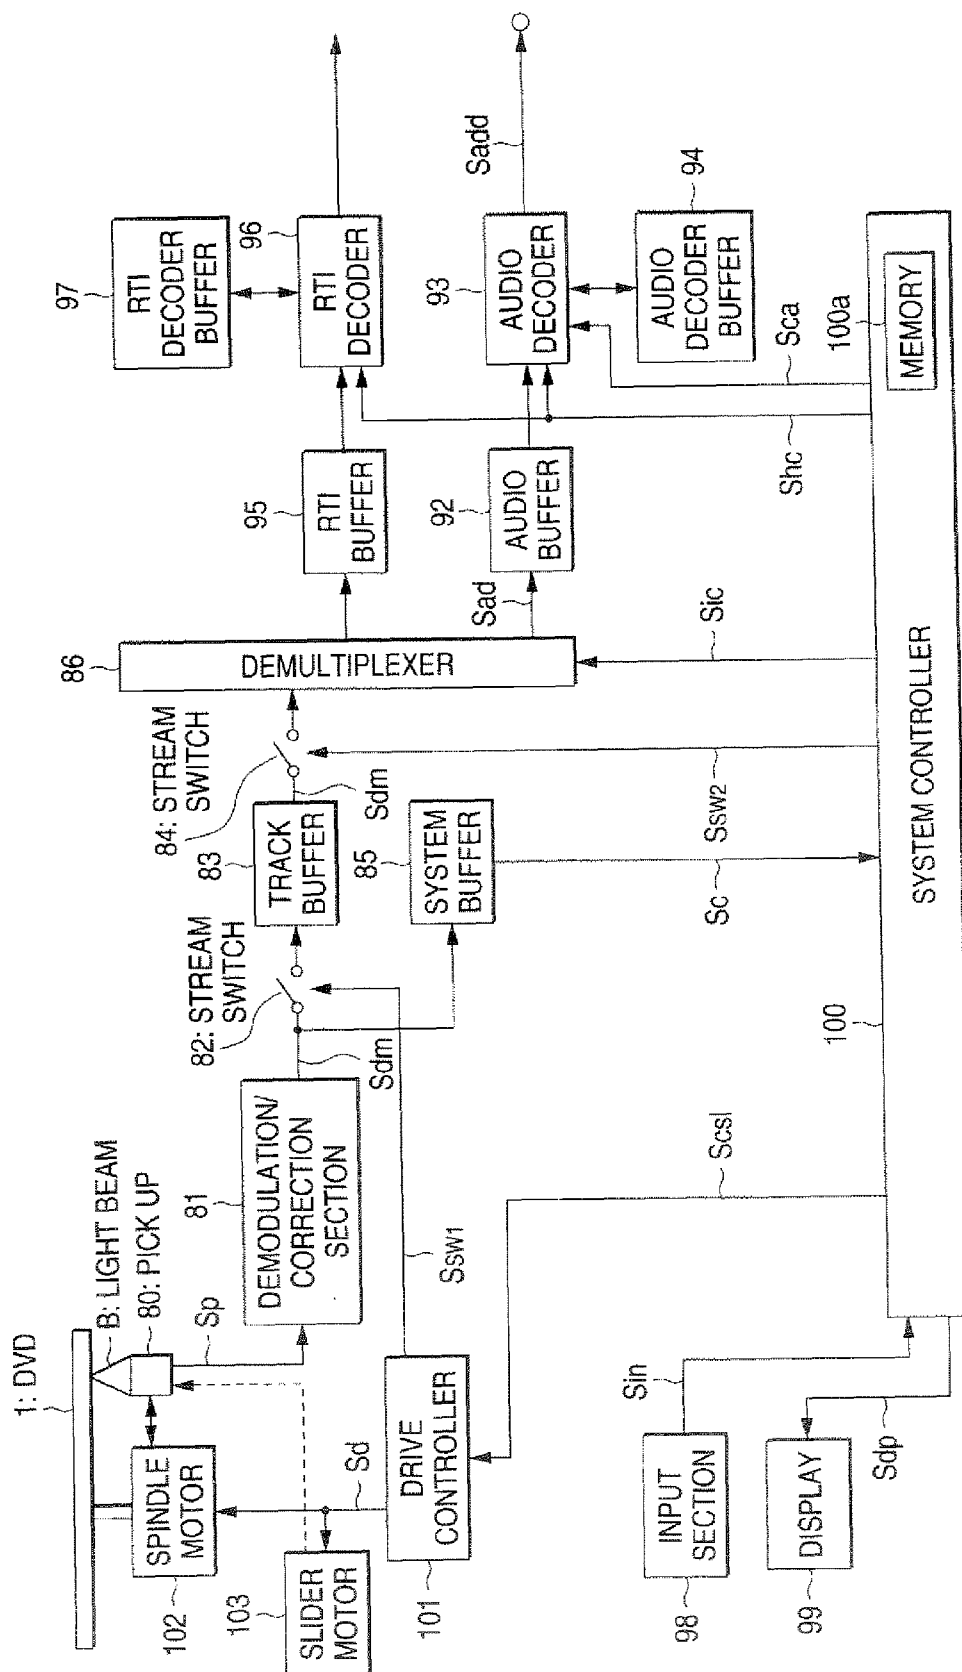 1: DVD
B: LIGHT BEAM
80: PICK UP
Sp
SPINDLE
MOTOR
102
SLIDER
MOTOR
103
Sd
DRIVE
CONTROLLER
101
Ssw1
81
DEMODULATION/
CORRECTION
SECTION
Sdm
82: STREAM
SWITCH
83
TRACK
BUFFER
Sdm
84: STREAM
SWITCH
85
SYSTEM
BUFFER
86
DEMULTIPLEXER
Sad
95
RTI
BUFFER
92
AUDIO
BUFFER
97
RTI
DECODER
BUFFER
96
RTI
DECODER
93
AUDIO
DECODER
Sadd
94
AUDIO
DECODER
BUFFER
Sca
Shc
Sic
Ssw2
Sc
Scsl
Sin
INPUT
SECTION
98
DISPLAY
99
Sdp
100
SYSTEM CONTROLLER
100a
MEMORY